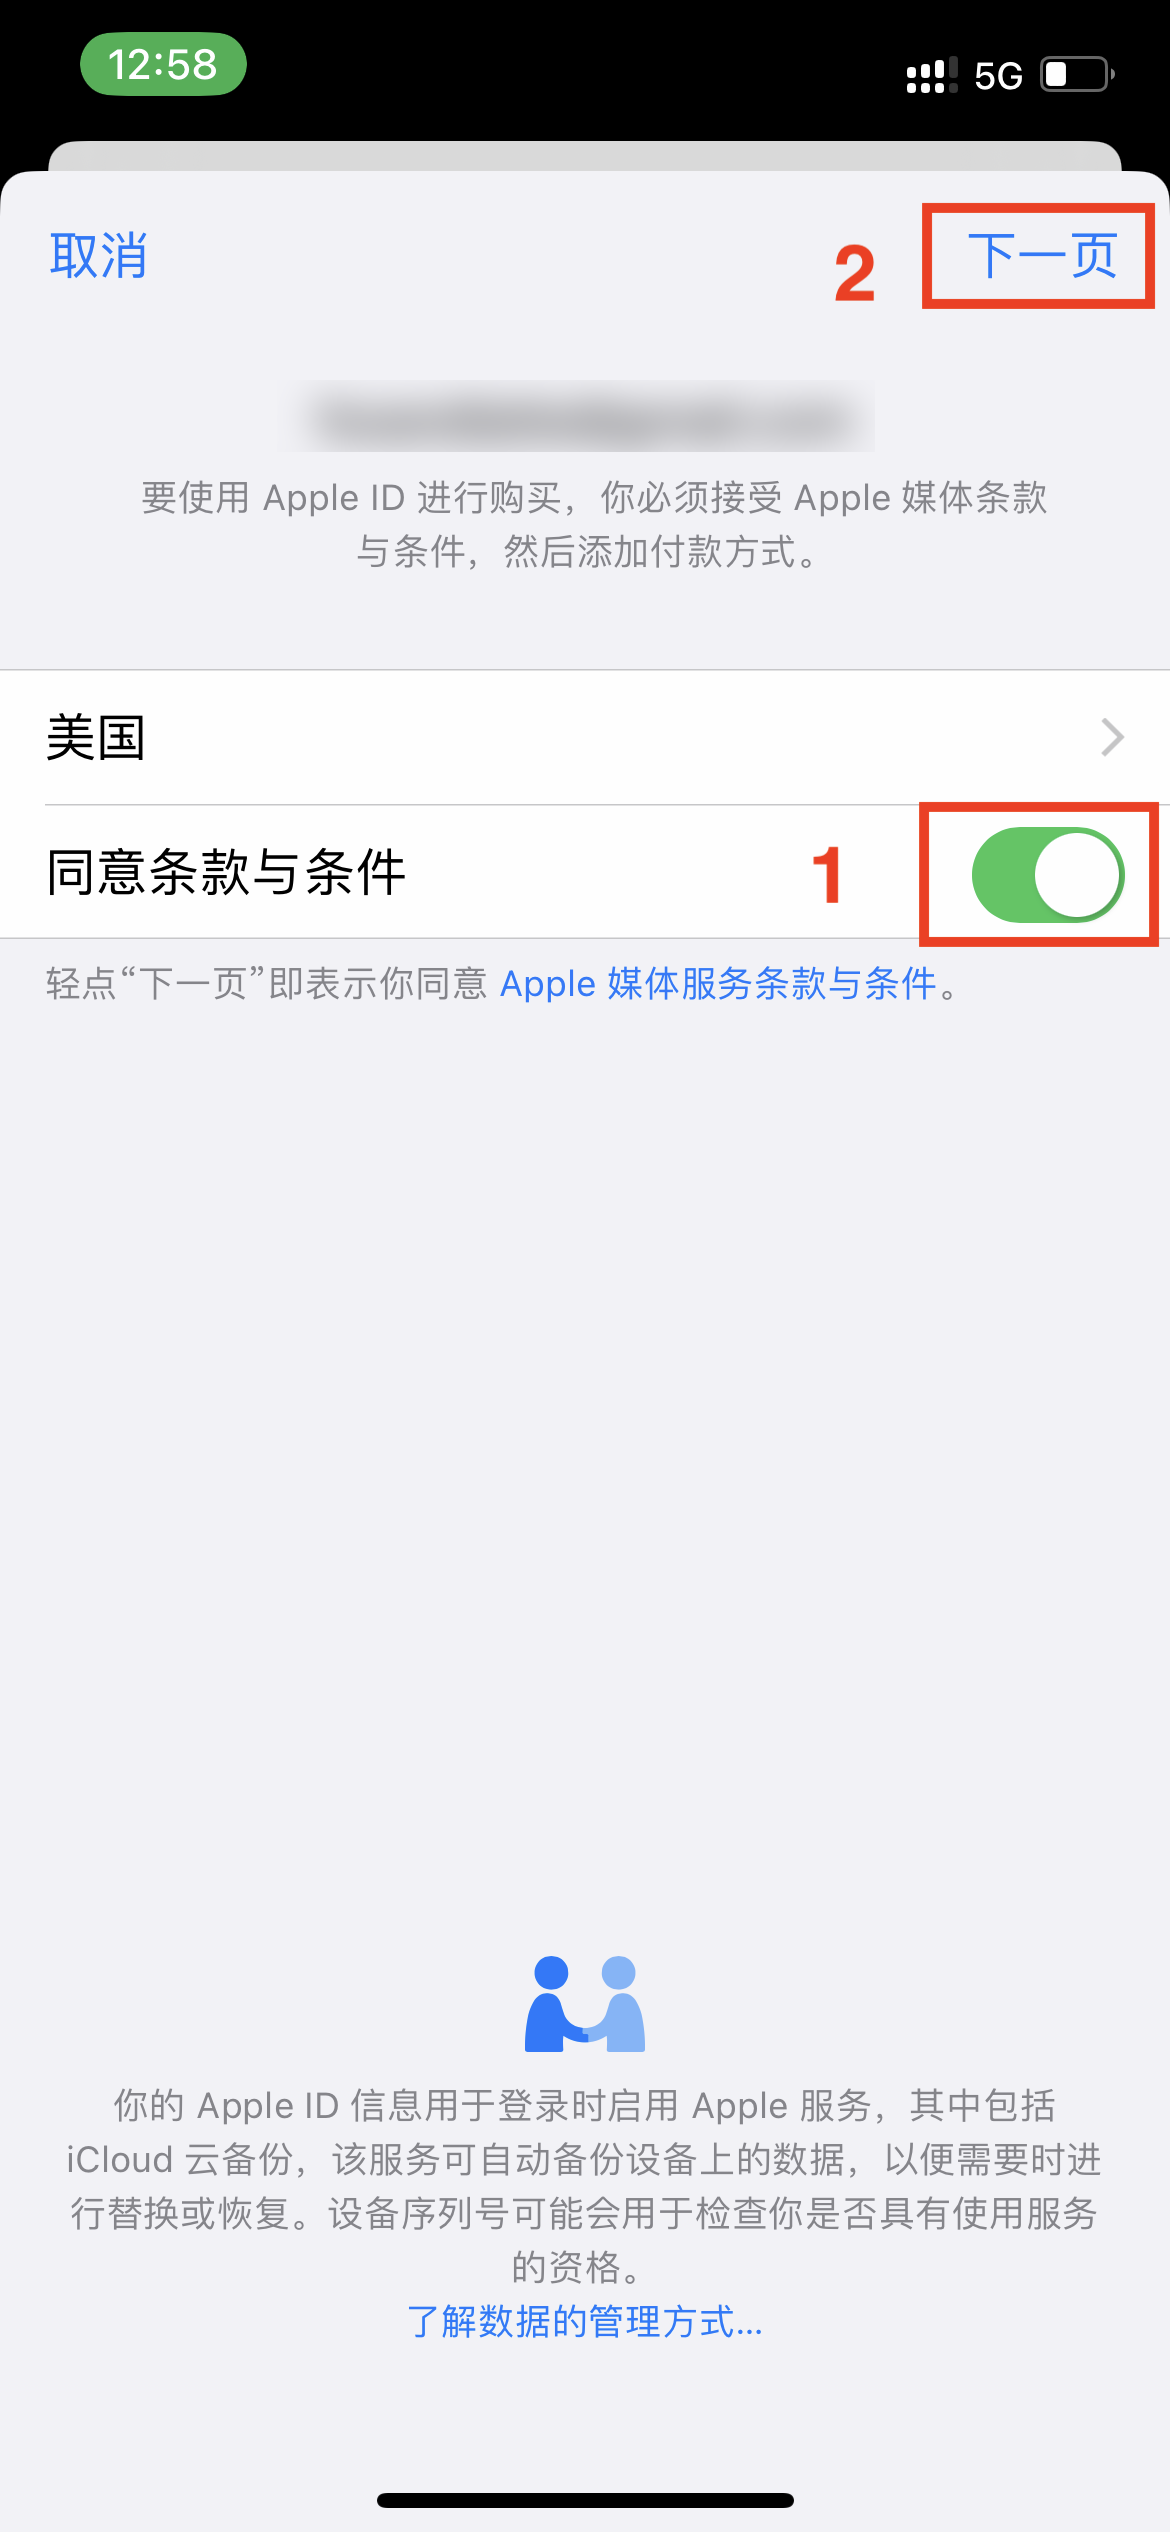 12:58
5G
取消
2
下一页
要使用 Apple ID 进行购买，你必须接受 Apple 媒体条款
与条件，然后添加付款方式。
美国
同意条款与条件
1
轻点“下一页”即表示你同意 Apple 媒体服务条款与条件。
你的 Apple ID 信息用于登录时启用 Apple 服务，其中包括
iCloud 云备份，该服务可自动备份设备上的数据，以便需要时进
行替换或恢复。设备序列号可能会用于检查你是否具有使用服务
的资格。
了解数据的管理方式...